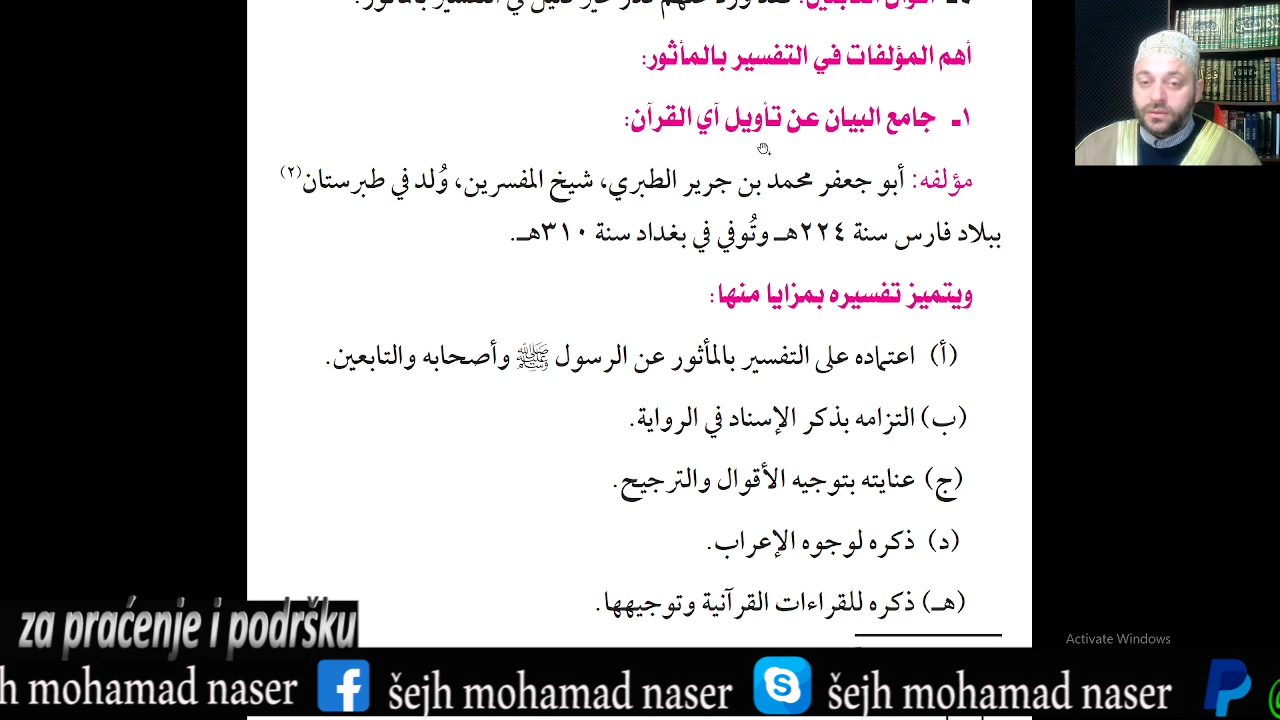 أهم المؤلفات في التفسير بالمأثور:
١ـ جامع البيان عن تأويل آي القرآن:
مؤلفه: أبو جعفر محمد بن جرير الطبري، شيخ المفسرين، وُلد في طبرستان(٢)
ببلاد فارس سنة ٢٢٤هـ وتُوفي في بغداد سنة ٣١٠هـ.
ويتميز تفسيره بمزايا منها:
(أ) اعتماده على التفسير بالمأثور عن الرسول ﷺ وأصحابه والتابعين.
(ب) التزامه بذكر الإسناد في الرواية.
(ج) عنايته بتوجيه الأقوال والترجيح.
(د) ذكره لوجوه الإعراب.
(هـ) ذكره للقراءات القرآنية وتوجيهها.
za praćenje i podršku
Activate Windows
h mohamad naser šejh mohamad naser šejh mohamad naser